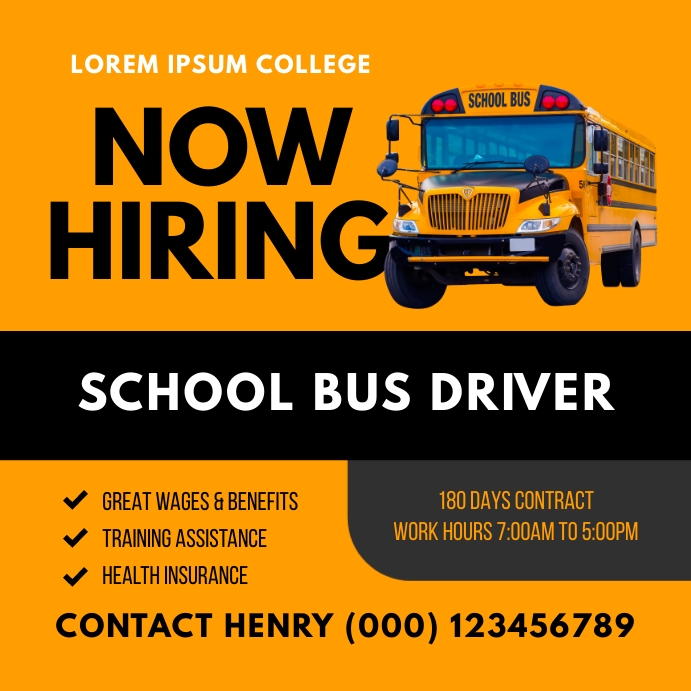 LOREM IPSUM COLLEGE
NOW
HIRING
SCHOOL BUS
SCHOOL BUS DRIVER
GREAT WAGES & BENEFITS
TRAINING ASSISTANCE
HEALTH INSURANCE
180 DAYS CONTRACT
WORK HOURS 7:00AM TO 5:00PM
CONTACT HENRY (000) 123456789